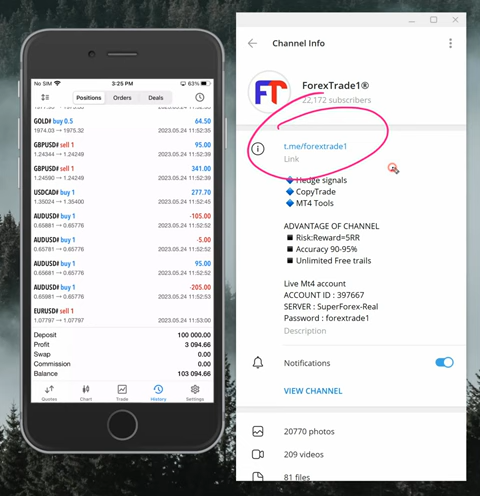 No SIM
3:25 PM
63%
Positions
Orders
Deals
GOLD# buy 0.5
64.50
1974.03 → 1975.32
2023.05.24 11:52:35
GBPUSD# sell 1
95.00
1.24344 → 1.24249
2023.05.24 11:52:39
GBPUSD# sell 1
341.00
1.24590 → 1.24249
2023.05.24 11:52:39
USDCAD# buy 1
277.70
1.35024 → 1.35400
2023.05.24 11:52:45
AUDUSD# buy 1
-105.00
0.65881 → 0.65776
2023.05.24 11:52:52
AUDUSD# buy 1
-5.00
0.65781 → 0.65776
2023.05.24 11:52:52
AUDUSD# buy 1
95.00
0.65681 → 0.65776
2023.05.24 11:52:52
AUDUSD# buy 1
-205.00
0.65981 → 0.65776
2023.05.24 11:52:53
EURUSD# sell 1
1.07797 → 1.07797
2023.05.24 11:53:00
Deposit
100 000.00
Profit
3 094.66
Swap
0.00
Commission
0.00
Balance
103 094.66
Quotes
Chart
Trade
History
Settings
Channel Info
FT
ForexTrade1®
22,172 subscribers
t.me/forextrade1
Link
Hedge signals
CopyTrade
MT4 Tools
ADVANTAGE OF CHANNEL
Risk:Reward=5RR
Accuracy 90-95%
Unlimited Free trails
Live Mt4 account
ACCOUNT ID : 397667
SERVER : SuperForex-Real
Password : forextrade1
Description
Notifications
VIEW CHANNEL
20770 photos
209 videos
81 files